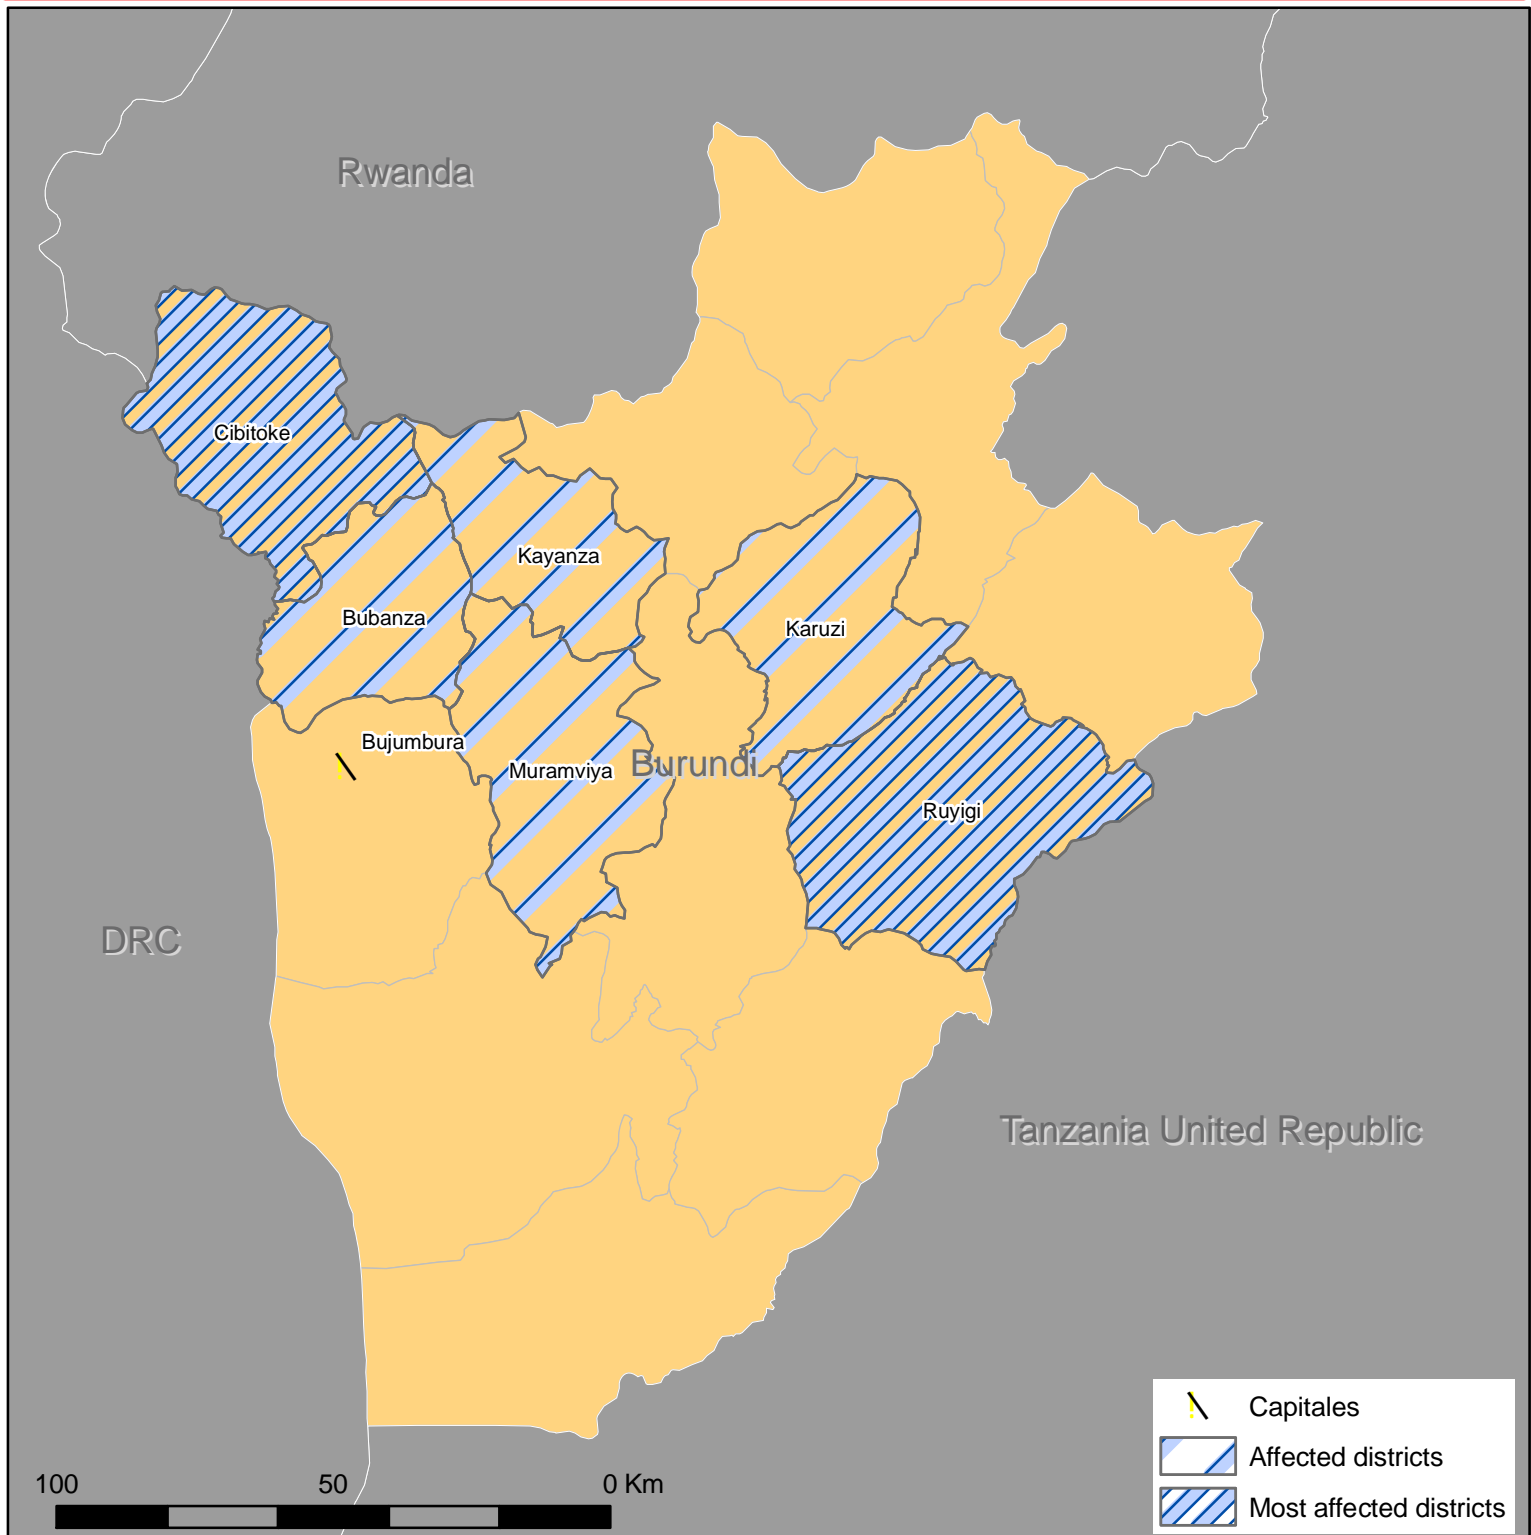 Rwanda
Cibitoke
Kayanza
Bubanza
Karuzi
Bujumbura
Muramviya
Burundi
Ruyigi
DRC
Tanzania United Republic
Capitales
Affected districts
Most affected districts
100 50 0 Km